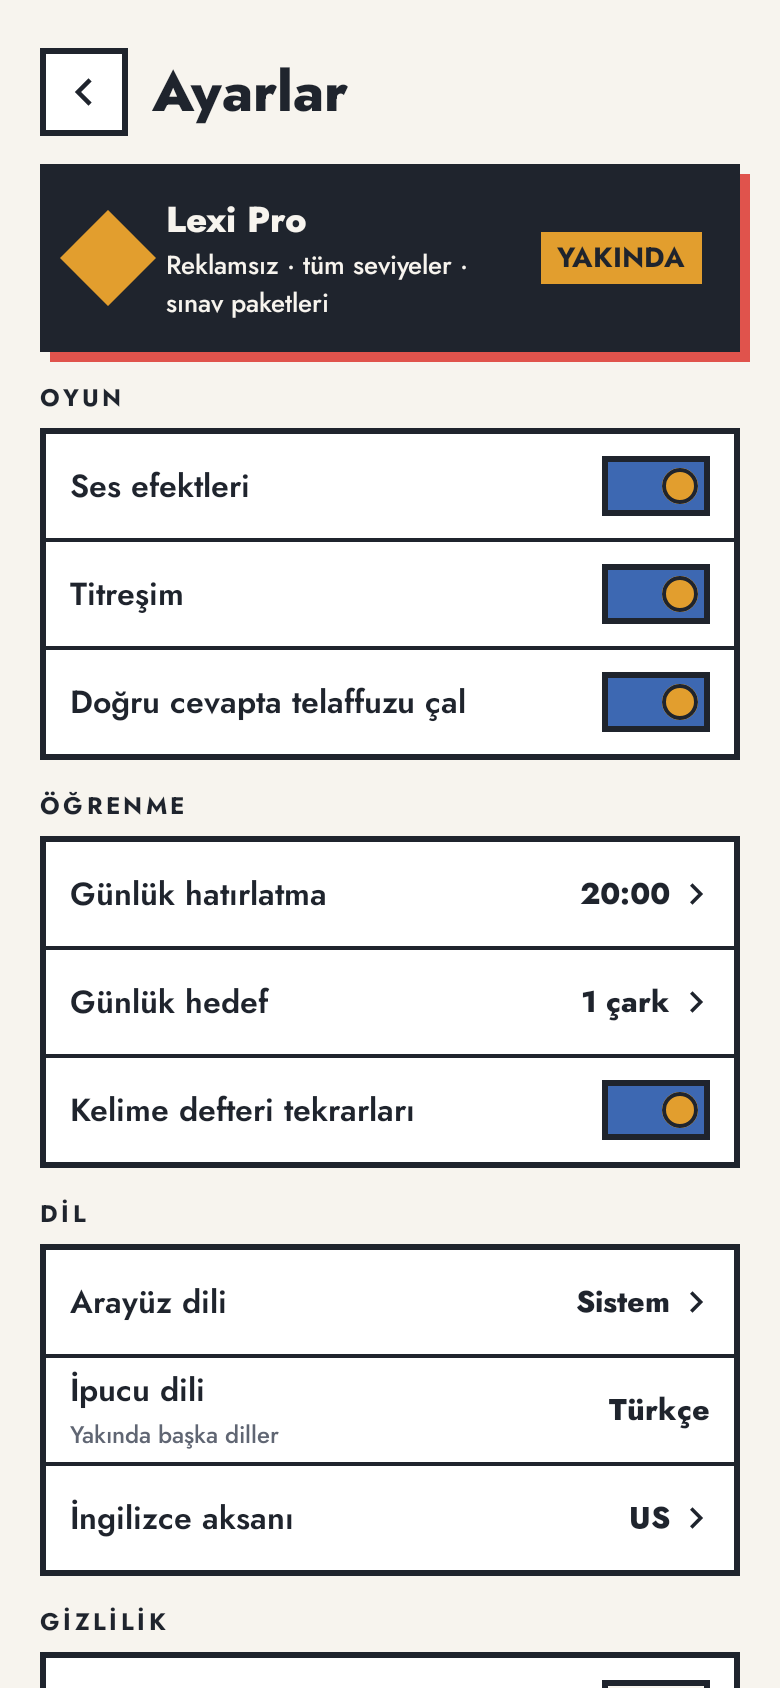 Ayarlar
Lexi Pro
Reklamsız · tüm seviyeler ·
sınav paketleri
YAKINDA
OYUN
Ses efektleri
Titreşim
Doğru cevapta telaffuzu çal
ÖĞRENME
Günlük hatırlatma 20:00
Günlük hedef 1 çark
Kelime defteri tekrarları
DİL
Arayüz dili Sistem
İpucu dili
Yakında başka diller
Türkçe
İngilizce aksanı US
GİZLİLİK